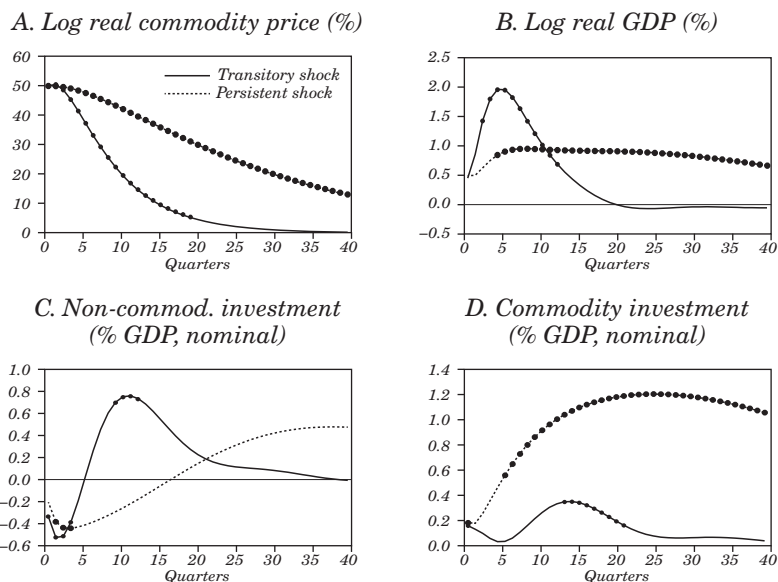 A. Log real commodity price (%)
60
50
40
30
20
10
0
Transitory shock
Persistent shock
0 5 10 15 20 25 30 35 40
Quarters
B. Log real GDP (%)
2.5
2.0
1.5
1.0
0.5
0.0
–0.5
0 5 10 15 20 25 30 35 40
Quarters
C. Non-commod. investment
(% GDP, nominal)
1.0
0.8
0.6
0.4
0.2
0.0
–0.2
–0.4
–0.6
0 5 10 15 20 25 30 35 40
Quarters
D. Commodity investment
(% GDP, nominal)
1.4
1.2
1.0
0.8
0.6
0.4
0.2
0.0
0 5 10 15 20 25 30 35 40
Quarters